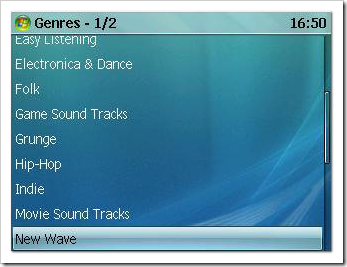 Genres - 1/2 16:50
Easy Listening
Electronica & Dance
Folk
Game Sound Tracks
Grunge
Hip-Hop
Indie
Movie Sound Tracks
New Wave